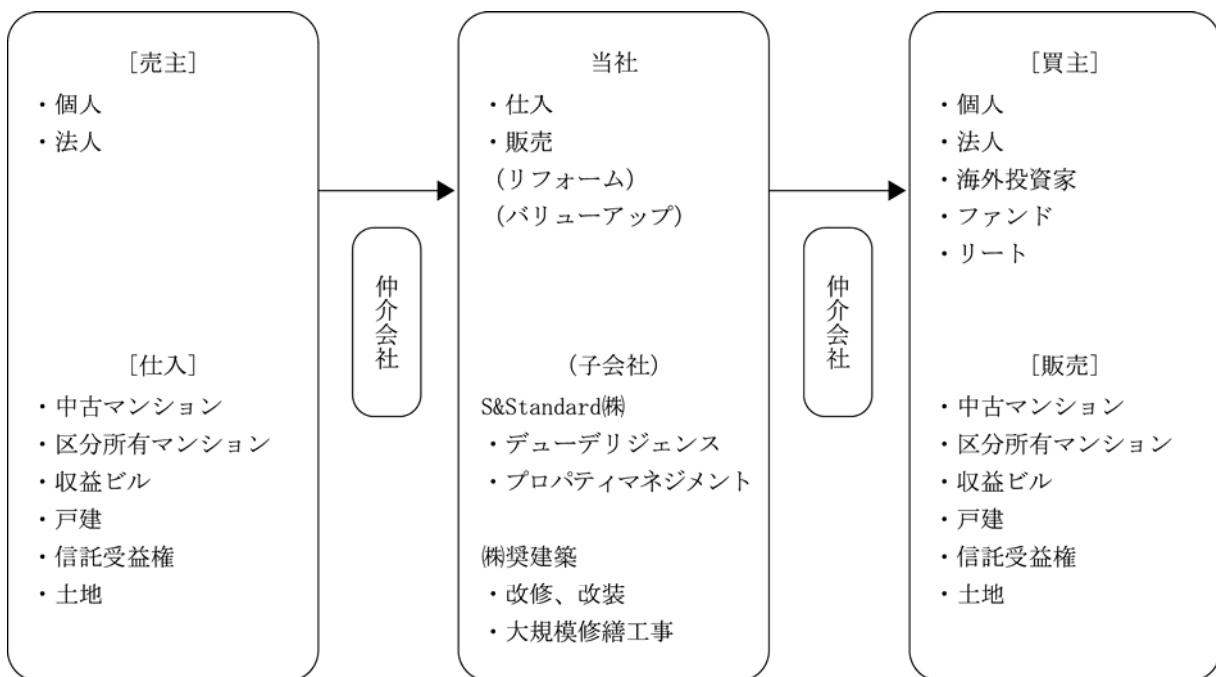 [売主]
・個人
・法人
[仕入]
・中古マンション
・区分所有マンション
・収益ビル
・戸建
・信託受益権
・土地
仲介会社
当社
・仕入
・販売
(リフォーム)
(バリューアップ)
(子会社)
S&Standard㈱
・デューデリジェンス
・プロパティマネジメント
㈱奨建築
・改修、改装
・大規模修繕工事
仲介会社
[買主]
・個人
・法人
・海外投資家
・ファンド
・リート
[販売]
・中古マンション
・区分所有マンション
・収益ビル
・戸建
・信託受益権
・土地